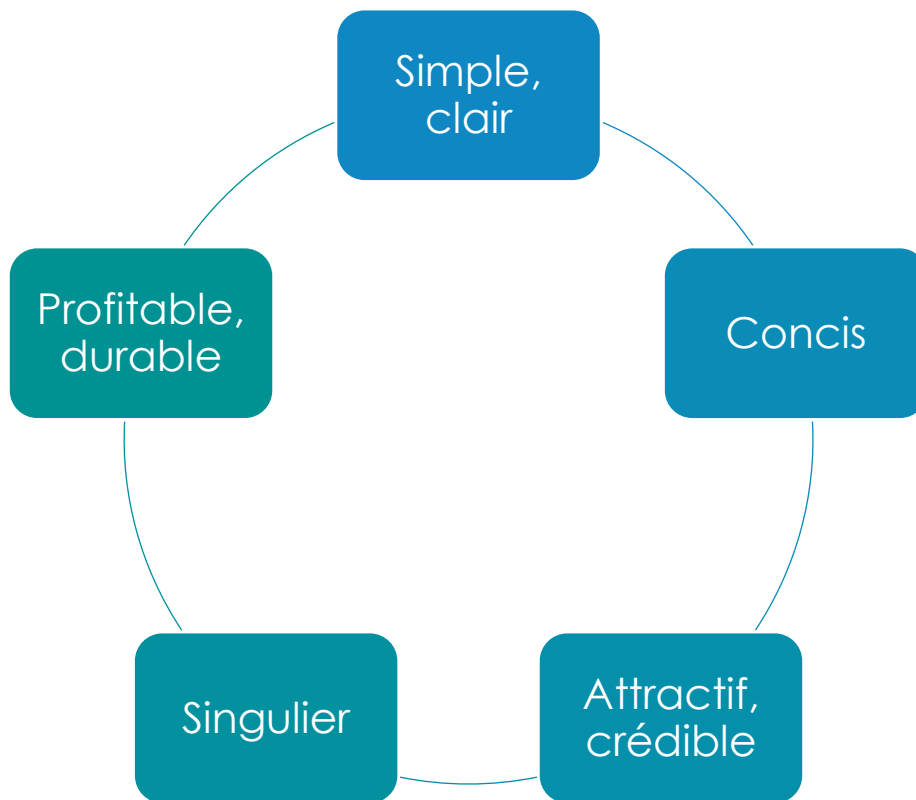 Simple,
clair
Concis
Attractif,
crédible
Singulier
Profitable,
durable